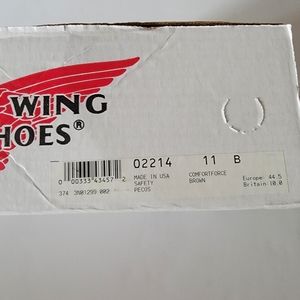 WING
HOES®
02214 11 B
MADE IN USA COMFORTFORCE
SAFETY BROWN Europe: 44.5
PECOS Britain: 10.0
0 00333 43457 2
374 3N01299 002